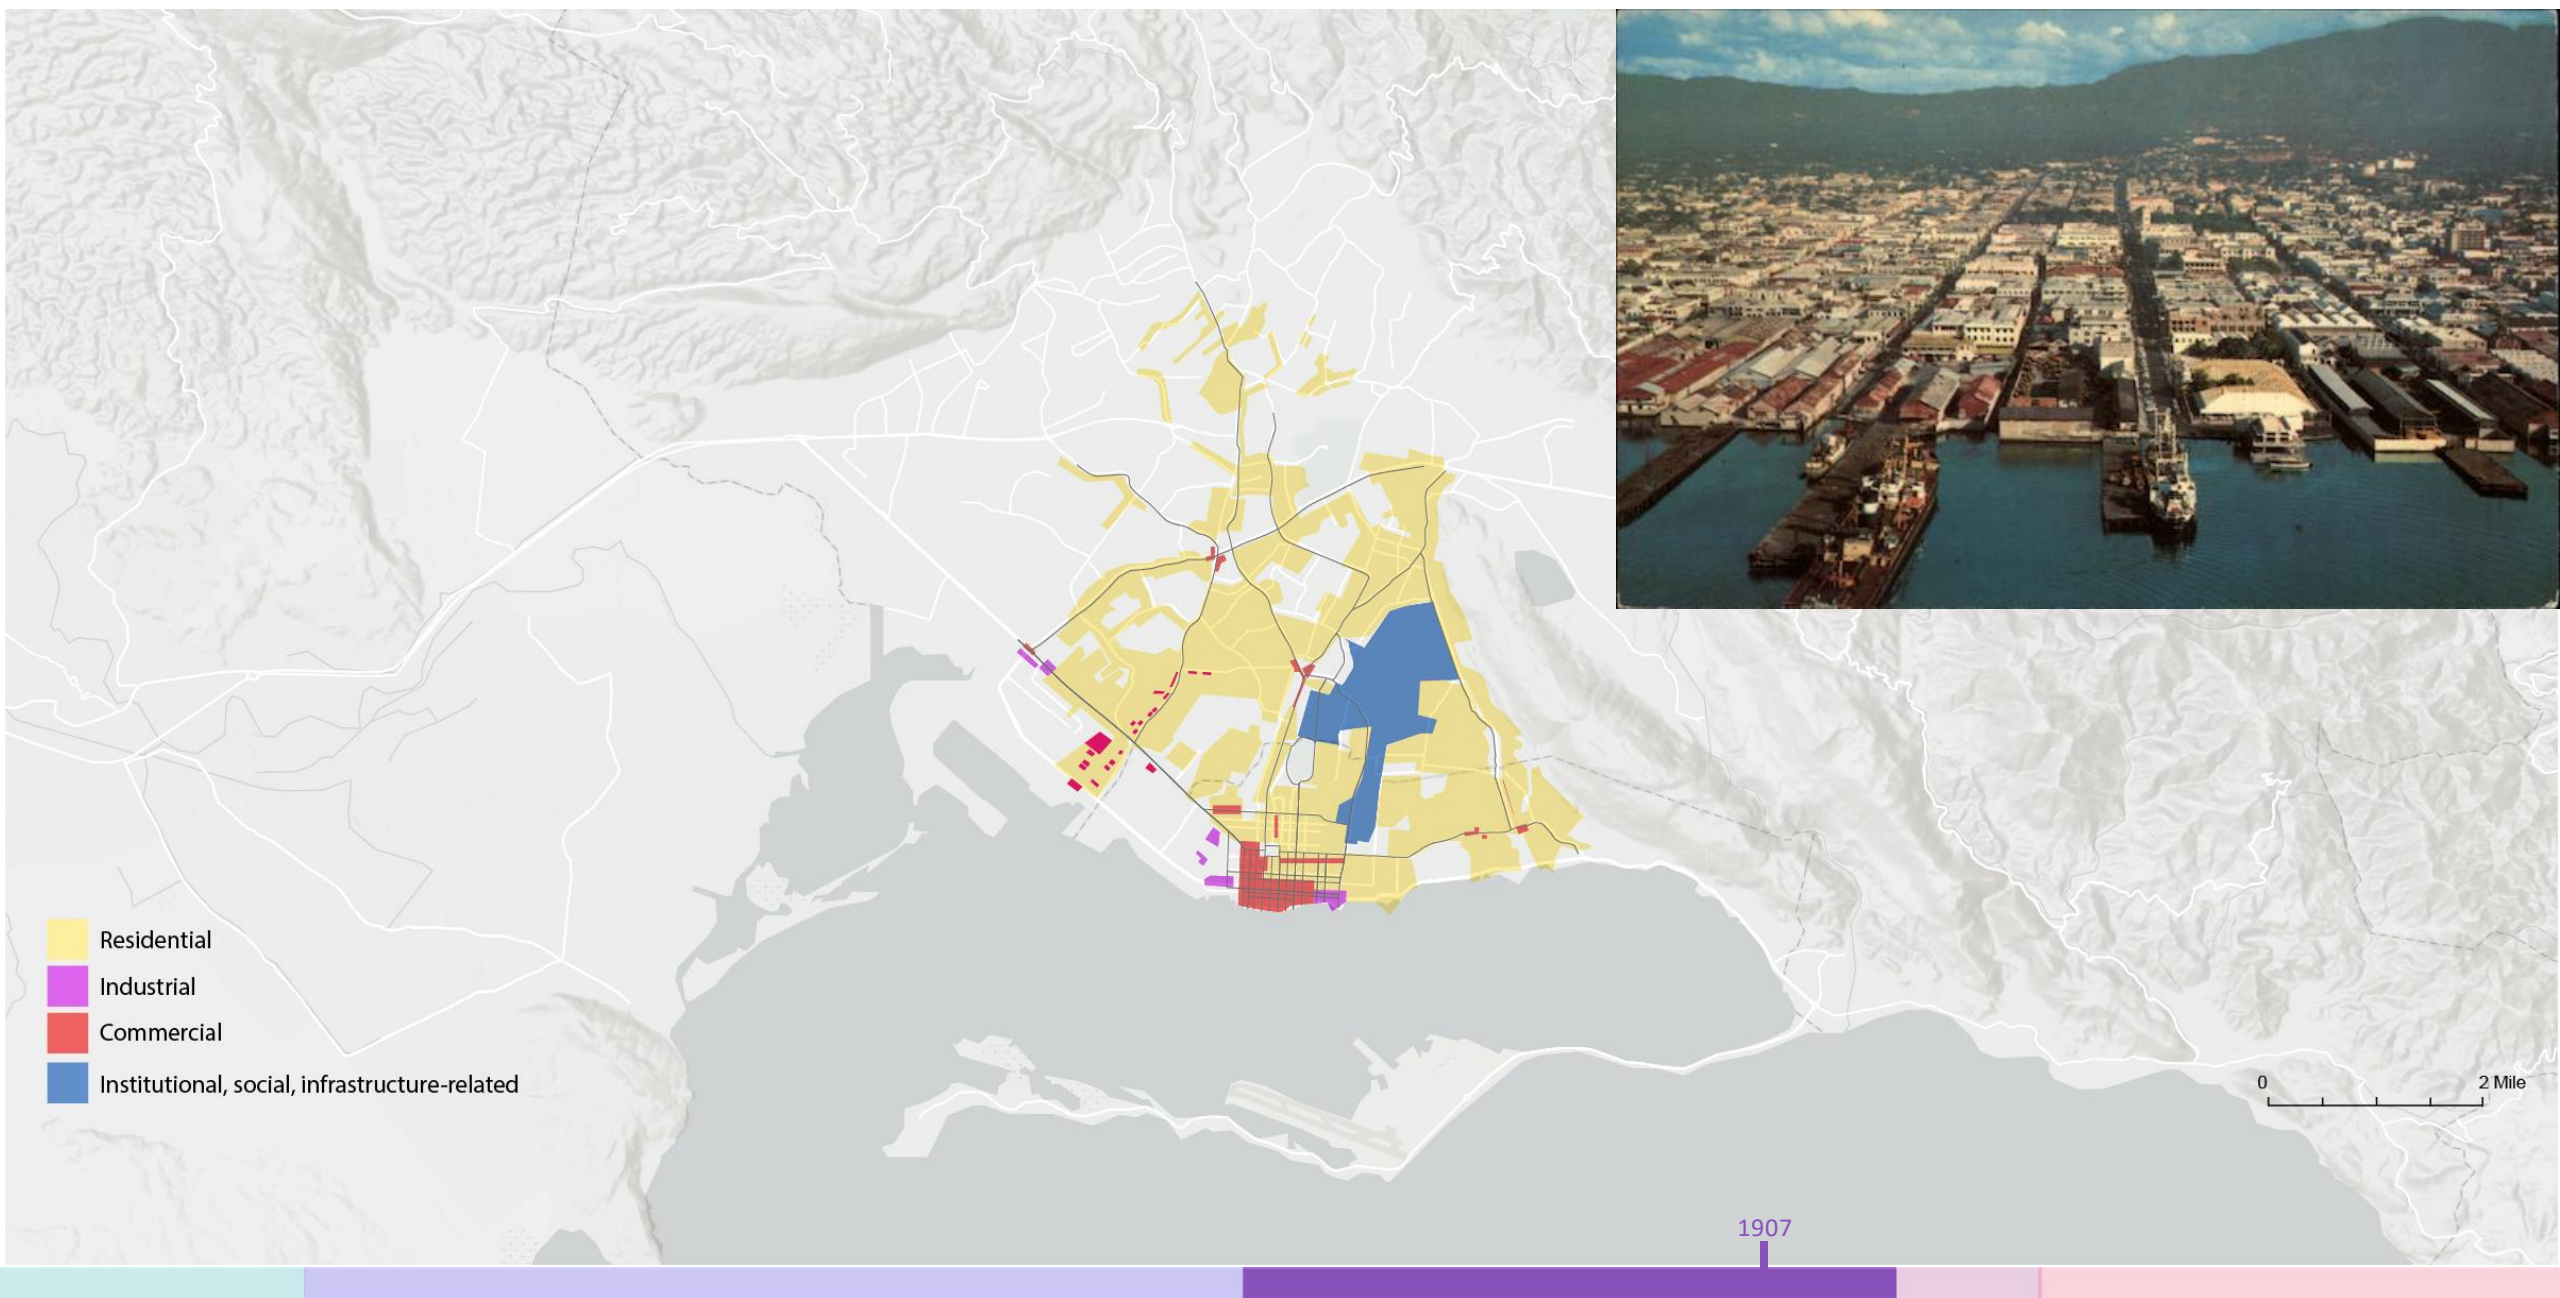 Residential
Industrial
Commercial
Institutional, social, infrastructure-related
0 2 Mile
1907